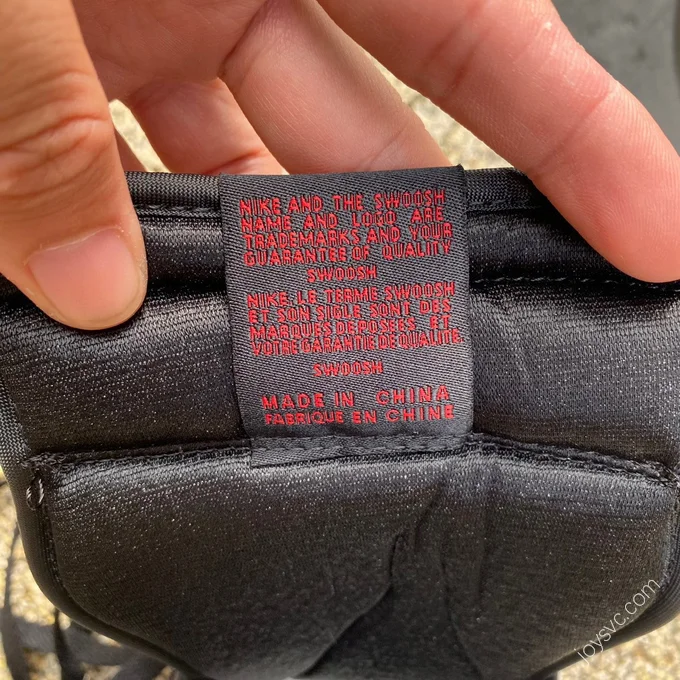 NIKE AND THE SWOOSH
NAME AND LOGO ARE
TRADEMARKS AND YOUR
GUARANTEE OF QUALITY
SWOOSH
NIKE. LE TERME SWOOSH
ET SON SIGLE SONT DES
MARQUES DEPOSEES ET
VOTRE GARANTIE DE QUALITE.
SWOOSH
MADE IN CHINA
FABRIQUE EN CHINE
joysvc.com